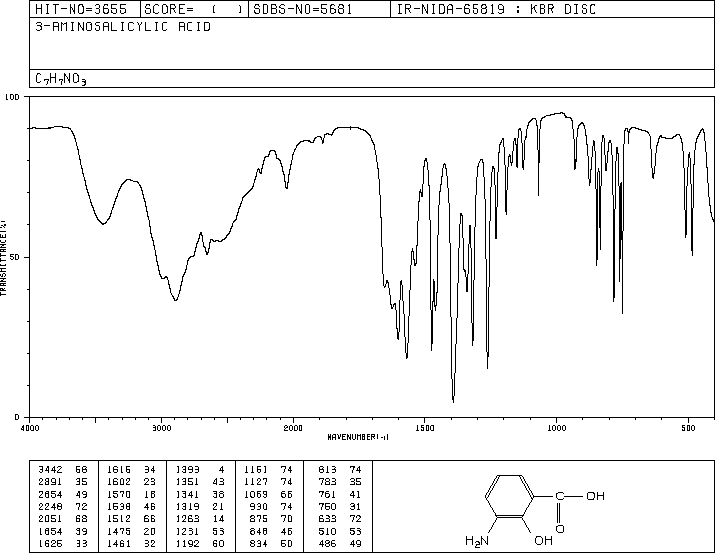 HIT-NO=3655 SCORE= ( ) SDBS-NO=5681 IR-NIDA-65819 : KBR DISC
3-AMINOSALICYLIC ACID
C7H7NO3
100
TRANSMITTANCE(%)
50
0
4000 3000 2000 1500 1000 500
WAVENUMBER(-1)
3442 58 1616 34 1393 4 1161 74 813 74
2891 35 1602 23 1351 43 1127 74 783 35
2654 49 1570 18 1341 38 1069 66 761 41
2248 72 1538 46 1319 21 930 74 750 31
2051 68 1512 66 1263 14 875 70 633 72
1654 39 1475 20 1231 53 848 46 510 53
1625 33 1461 32 1192 60 834 50 486 49
C
OH
O
H2N
OH